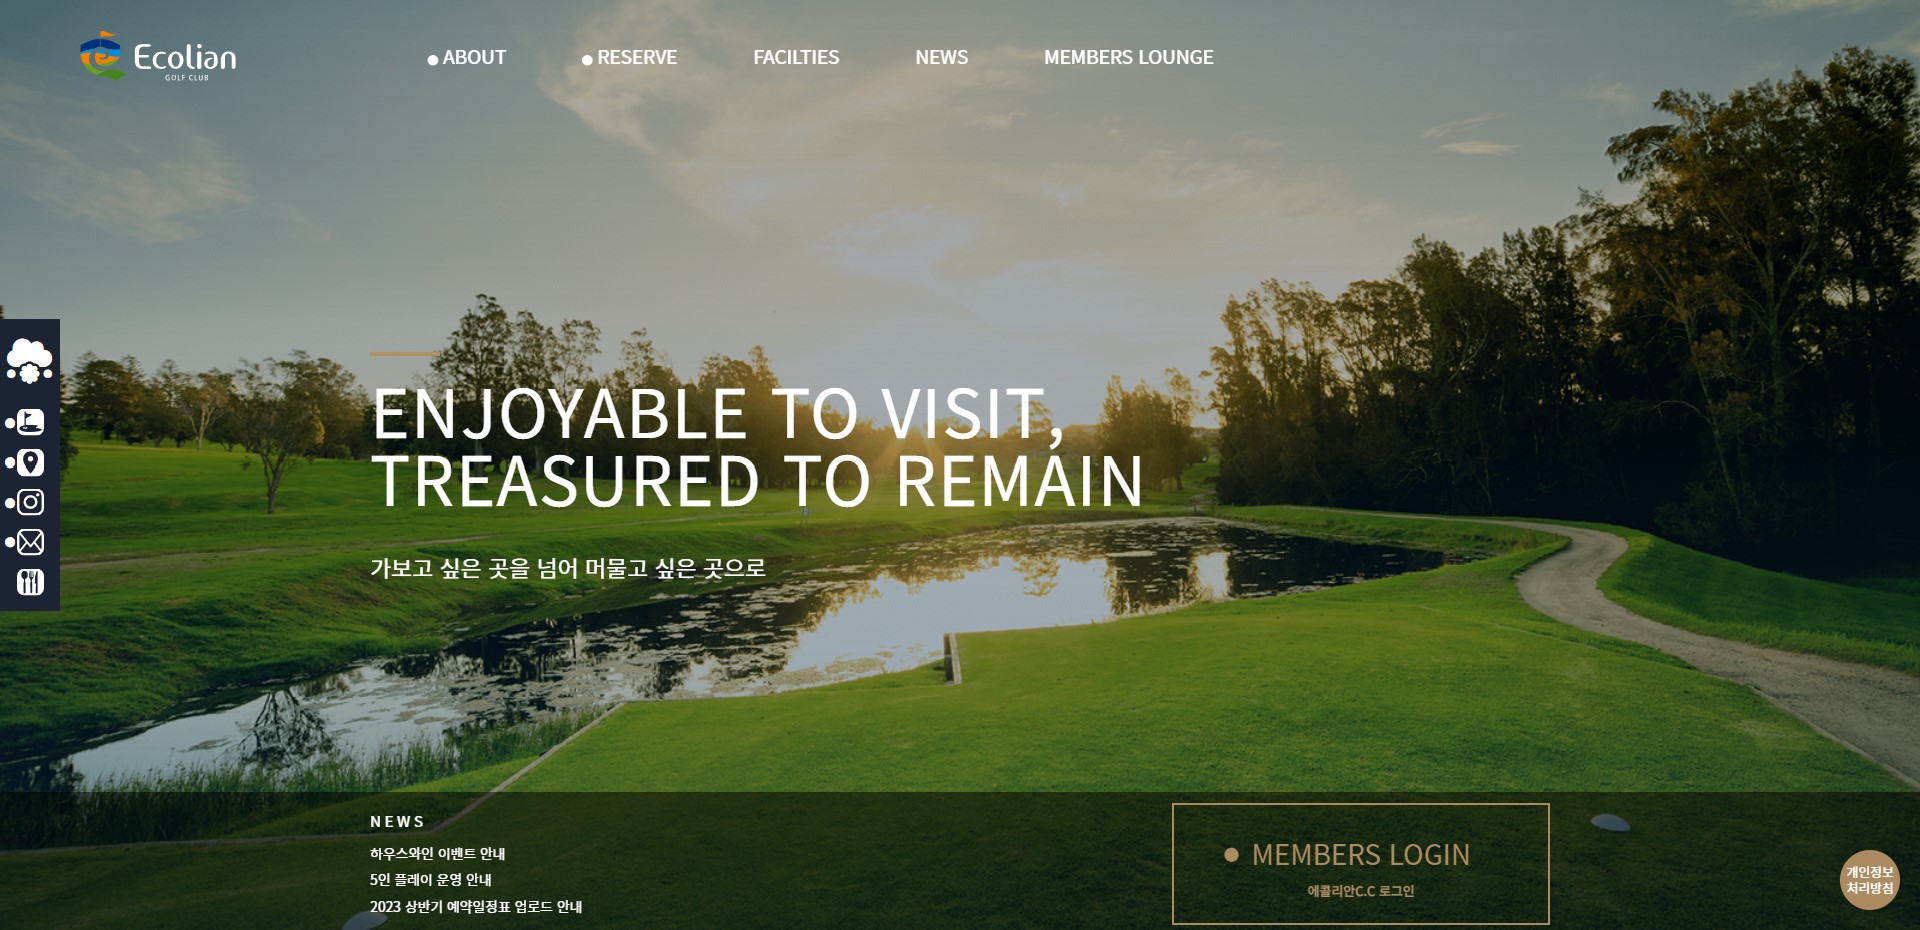 Ecolian
GOLF CLUB
ABOUT
RESERVE
FACILTIES
NEWS
MEMBERS LOUNGE
ENJOYABLE TO VISIT,
TREASURED TO REMAIN
가보고 싶은 곳을 넘어 머물고 싶은 곳으로
NEWS
하우스와인 이벤트 안내
5인 플레이 운영 안내
2023 상반기 예약일정표 업로드 안내
MEMBERS LOGIN
에콜리안C.C 로그인
개인정보
처리방침